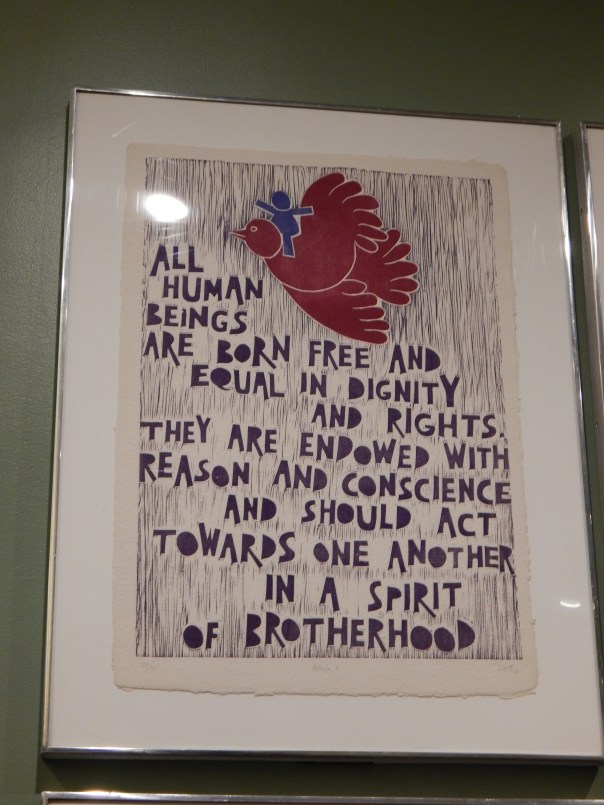 ALL
HUMAN
BEINGS
ARE BORN FREE AND
EQUAL IN DIGNITY
AND RIGHTS.
THEY ARE ENDOWED WITH
REASON AND CONSCIENCE
AND SHOULD ACT
TOWARDS ONE ANOTHER
IN A SPIRIT
OF BROTHERHOOD